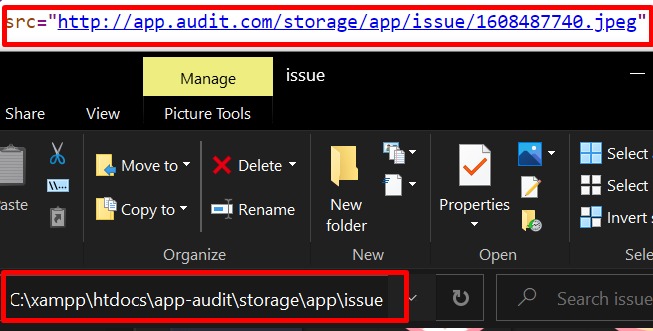 src="http://app.audit.com/storage/app/issue/1608487740.jpeg"
Manage issue
Share View Picture Tools
Move to Delete
Copy to Rename
New
folder
Properties
Select
Select
Invert s
Organize New Open Sele
C:\xampp\htdocs\app-audit\storage\app\issue
Search issue